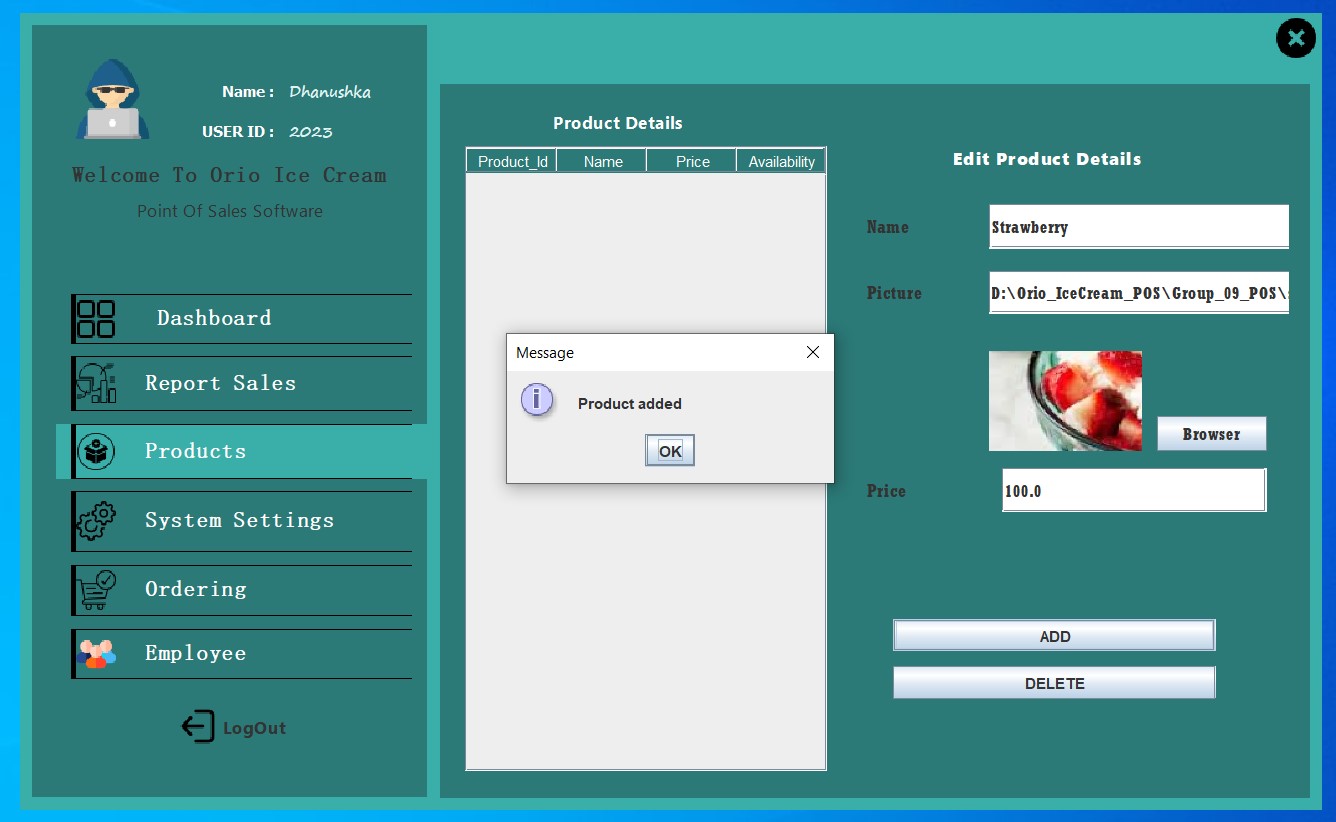 Name : Dhanushka
USER ID : 2023
Welcome To Orio Ice Cream
Point Of Sales Software
Dashboard
Report Sales
Products
System Settings
Ordering
Employee
LogOut
Product Details
Product_Id Name Price Availability
Message
Product added
OK
Edit Product Details
Name Strawberry
Picture D:\Orio_IceCream_POS\Group_09_POS\
Browser
Price 100.0
ADD
DELETE